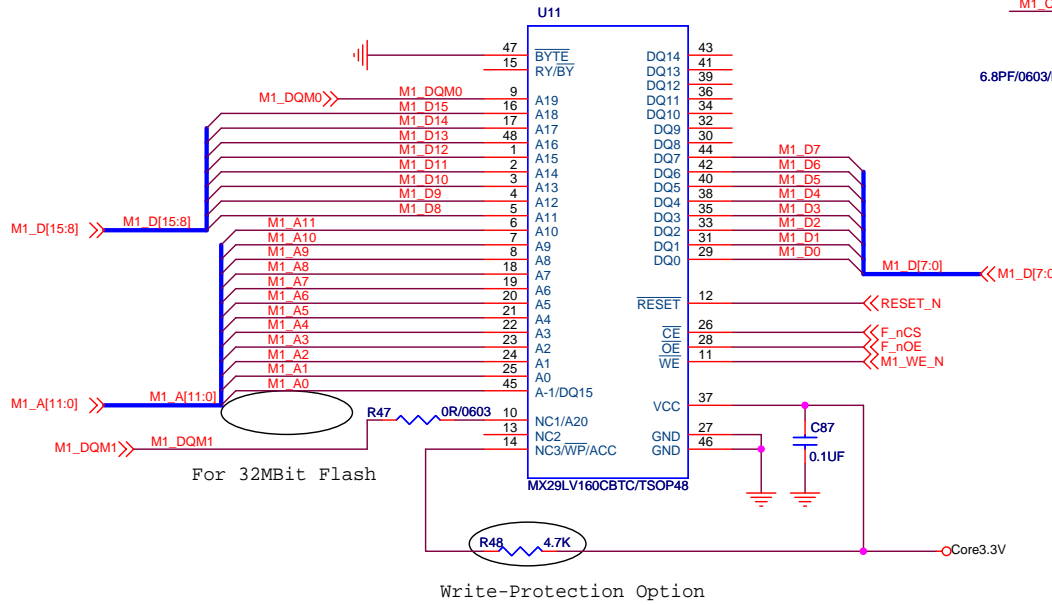 M1_C
U11
6.8PF/0603/
47 BYTE DQ14 43
15 RY/BY DQ13 41
DQ12 39
M1_DQM0 M1_DQM0 9 A19 DQ11 36
M1_D15 16 A18 DQ10 34
M1_D14 17 A17 DQ9 32
M1_D13 48 A16 DQ8 30
M1_D12 1 A15 DQ7 44 M1_D7
M1_D11 2 A14 DQ6 42 M1_D6
M1_D10 3 A13 DQ5 40 M1_D5
M1_D9 4 A12 DQ4 38 M1_D4
M1_D8 5 A11 DQ3 35 M1_D3
M1_D[15:8] M1_D[15:8] M1_A11 6 A10 DQ2 33 M1_D2
M1_A10 7 A9 DQ1 31 M1_D1
M1_A9 8 A8 DQ0 29 M1_D0
M1_A8 18 A7 M1_D[7:0] M1_D[7:0
M1_A7 19 A6
M1_A6 20 A5 RESET 12 RESET_N
M1_A5 21 A4
M1_A4 22 A3 CE 26 F_nCS
M1_A3 23 A2 OE 28 F_nOE
M1_A2 24 A1 WE 11 M1_WE_N
M1_A1 25 A0
M1_A0 45 A-1/DQ15
M1_A[11:0] M1_A[11:0] VCC 37
R47 0R/0603 10 NC1/A20
13 NC2 GND 27 C87
M1_DQM1 M1_DQM1 14 NC3/WP/ACC GND 46 0.1UF
For 32MBit Flash
MX29LV160CBTC/TSOP48
R48 4.7K Core3.3V
Write-Protection Option